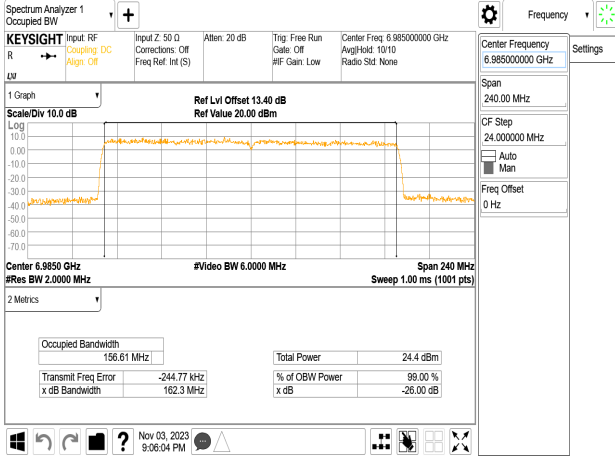 Spectrum Analyzer 1
Occupied BW
Frequency
KEYSIGHT
R
Input: RF
Coupling: DC
Align: Off
Input Z: 50 Ω
Corrections: Off
Freq Ref: Int (S)
Atten: 20 dB
Trig: Free Run
Gate: Off
#IF Gain: Low
Center Freq: 6.985000000 GHz
Avg|Hold: 10/10
Radio Std: None
Center Frequency
6.985000000 GHz
Settings
Span
240.00 MHz
CF Step
24.000000 MHz
Auto
Man
Freq Offset
0 Hz
1 Graph
Scale/Div 10.0 dB
Ref Lvl Offset 13.40 dB
Ref Value 20.00 dBm
Log
10.0
0.00
-10.0
-20.0
-30.0
-40.0
-50.0
-60.0
-70.0
Center 6.9850 GHz
#Video BW 6.0000 MHz
Span 240 MHz
#Res BW 2.0000 MHz
Sweep 1.00 ms (1001 pts)
2 Metrics
Occupied Bandwidth
156.61 MHz
Total Power 24.4 dBm
Transmit Freq Error -244.77 kHz
% of OBW Power 99.00 %
x dB Bandwidth 162.3 MHz
x dB -26.00 dB
?
Nov 03, 2023
9:06:04 PM